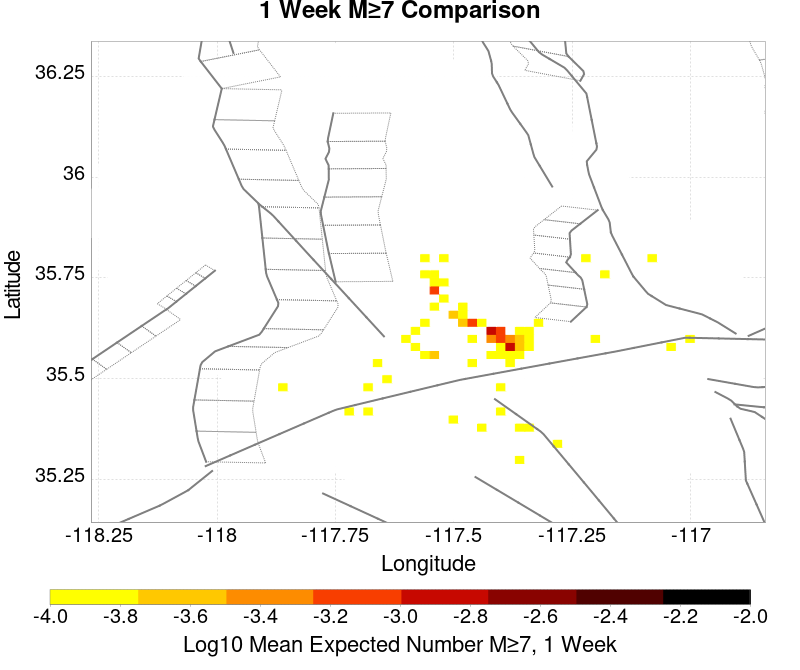 1 Week M≥7 Comparison
36.25
36
35.75
35.5
35.25
Latitude
-118.25 -118 -117.75 -117.5 -117.25 -117
Longitude
-4.0 -3.8 -3.6 -3.4 -3.2 -3.0 -2.8 -2.6 -2.4 -2.2 -2.0
Log10 Mean Expected Number M≥7, 1 Week